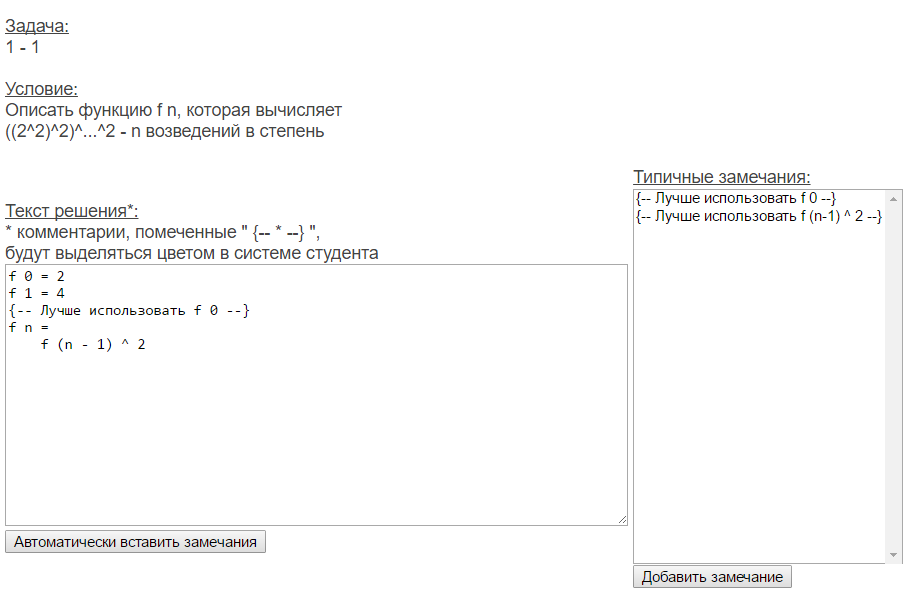 Задача:
1 - 1
Условие:
Описать функцию f n, которая вычисляет
((2^2)^2)^...^2 - n возведений в степень
Типичные замечания:
{-- Лучше использовать f 0 --}
{-- Лучше использовать f (n-1) ^ 2 --}
Текст решения*:
* комментарии, помеченные " {-- * --} ",
будут выделяться цветом в системе студента
f 0 = 2
f 1 = 4
{-- Лучше использовать f 0 --}
f n =
    f (n - 1) ^ 2
Автоматически вставить замечания
Добавить замечание